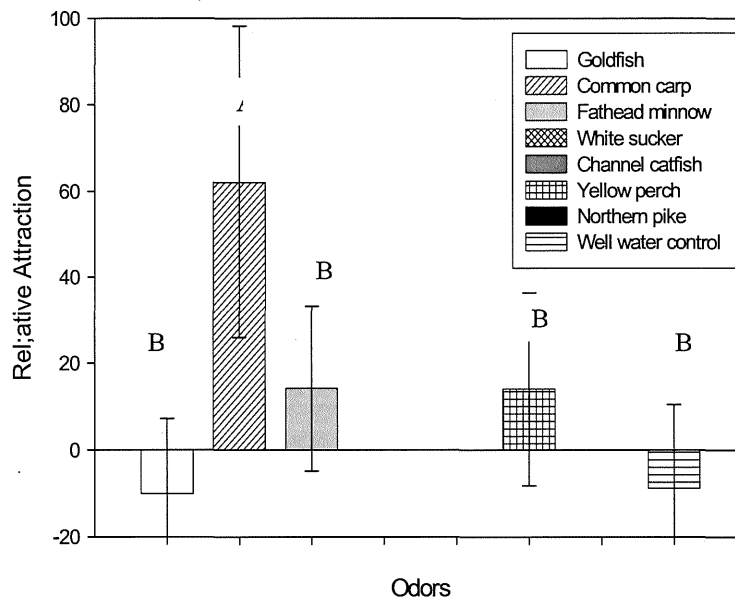 100
80
60
40
20
0
-20
Rel;ative Attraction
B
B
B
B
Goldfish
Common carp
Fathead minnow
White sucker
Channel catfish
Yellow perch
Northern pike
Well water control
Odors